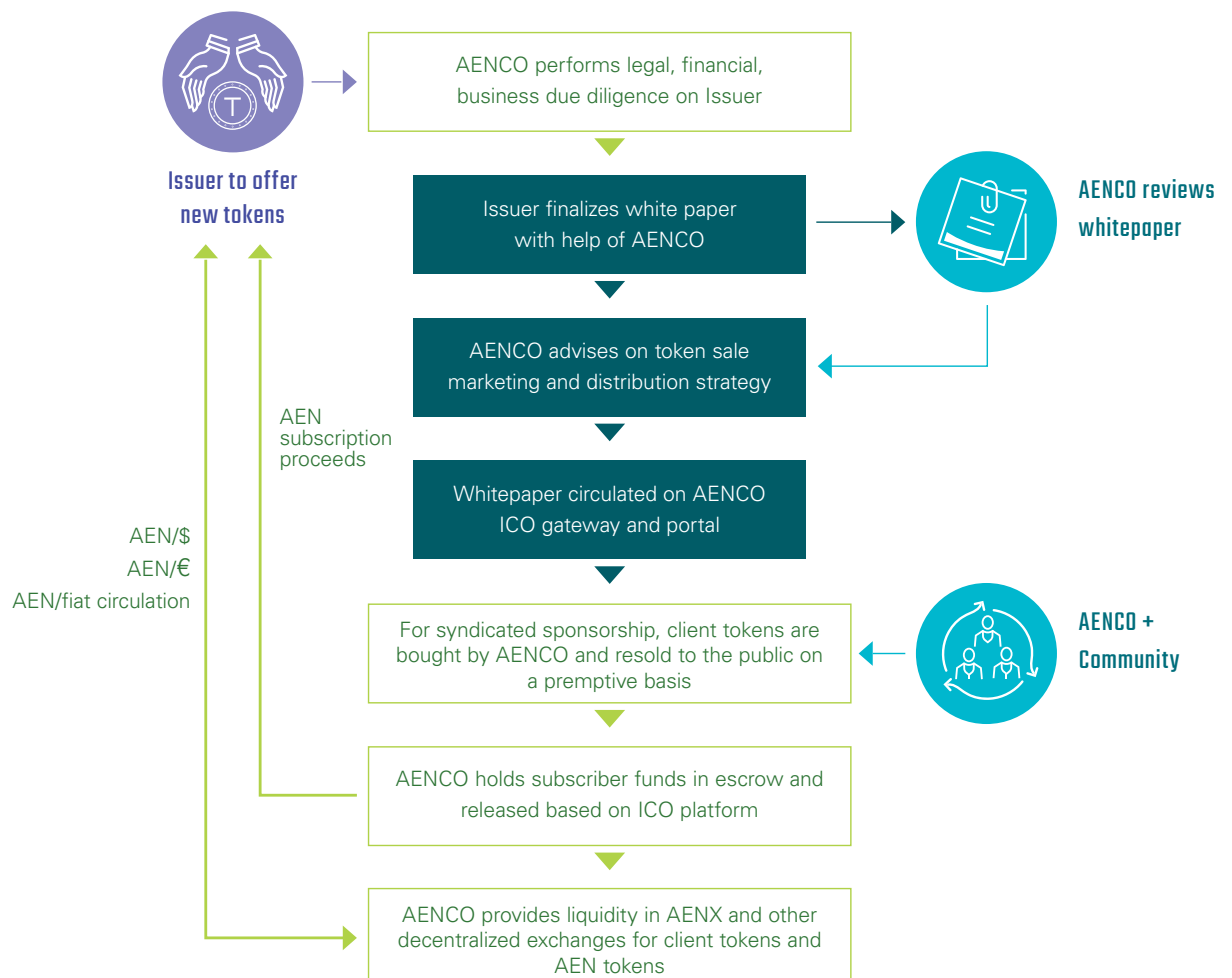 AENCO performs legal, financial,
business due diligence on Issuer
T
Issuer to offer
new tokens
Issuer finalizes white paper
with help of AENCO
AENCO reviews
whitepaper
AENCO advises on token sale
marketing and distribution strategy
AEN
subscription
proceeds
Whitepaper circulated on AENCO
ICO gateway and portal
AEN/$
AEN/€
AEN/fiat circulation
For syndicated sponsorship, client tokens are
bought by AENCO and resold to the public on
a premptive basis
AENCO +
Community
AENCO holds subscriber funds in escrow and
released based on ICO platform
AENCO provides liquidity in AENX and other
decentralized exchanges for client tokens and
AEN tokens